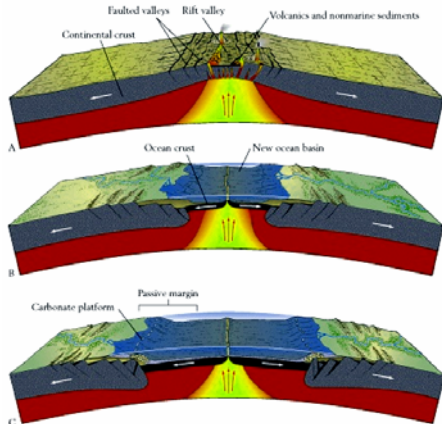 Faulted valleys
Rift valley
Volcanics and nonmarine sediments
Continental crust
A
Ocean crust
New ocean basin
B
Passive margin
Carbonate platform
C